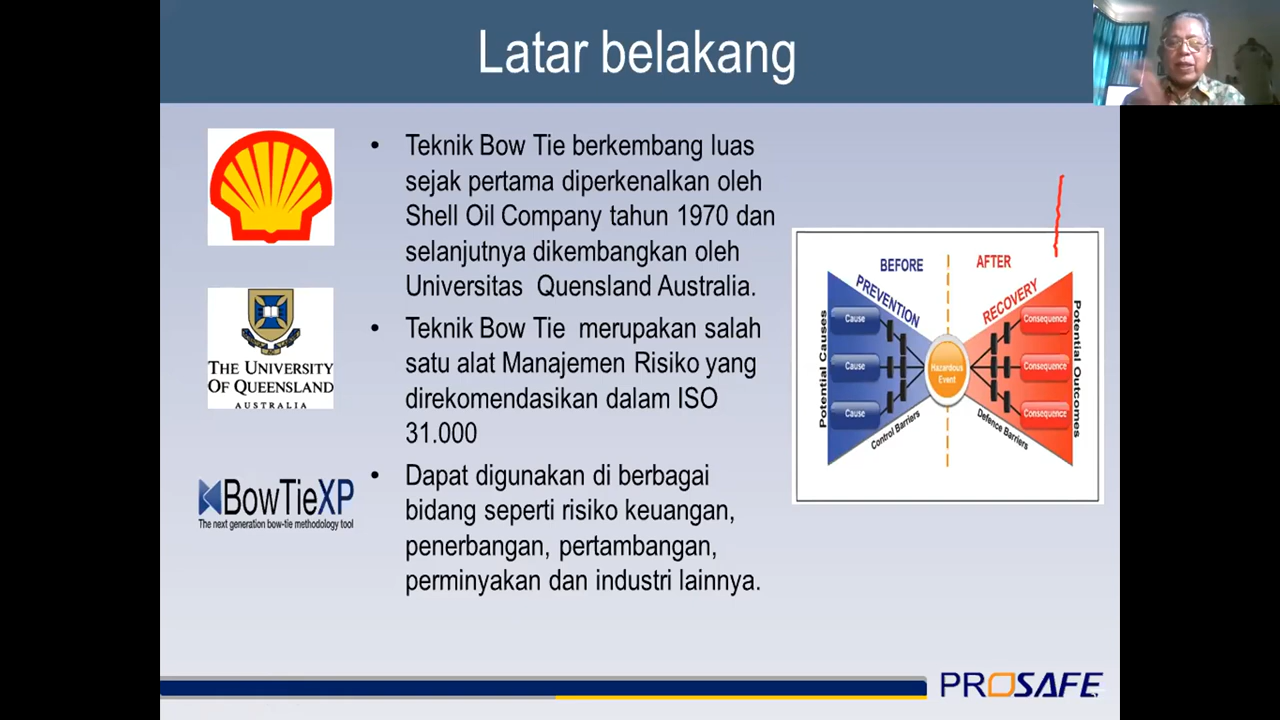 Latar belakang
• Teknik Bow Tie berkembang luas
sejak pertama diperkenalkan oleh
Shell Oil Company tahun 1970 dan
selanjutnya dikembangkan oleh
Universitas Quensland Australia.
• Teknik Bow Tie merupakan salah
satu alat Manajemen Risiko yang
direkomendasikan dalam ISO
31.000
• Dapat digunakan di berbagai
bidang seperti risiko keuangan,
penerbangan, pertambangan,
perminyakan dan industri lainnya.
THE UNIVERSITY
OF QUEENSLAND
AUSTRALIA
BowTieXP
The next generation bow-tie methodology tool
BEFORE
AFTER
PREVENTION
RECOVERY
Potential Causes
Cause
Cause
Cause
Hazardous
Event
Consequence
Consequence
Consequence
Potential Outcomes
Control Barriers
Defence Barriers
PROSAFE